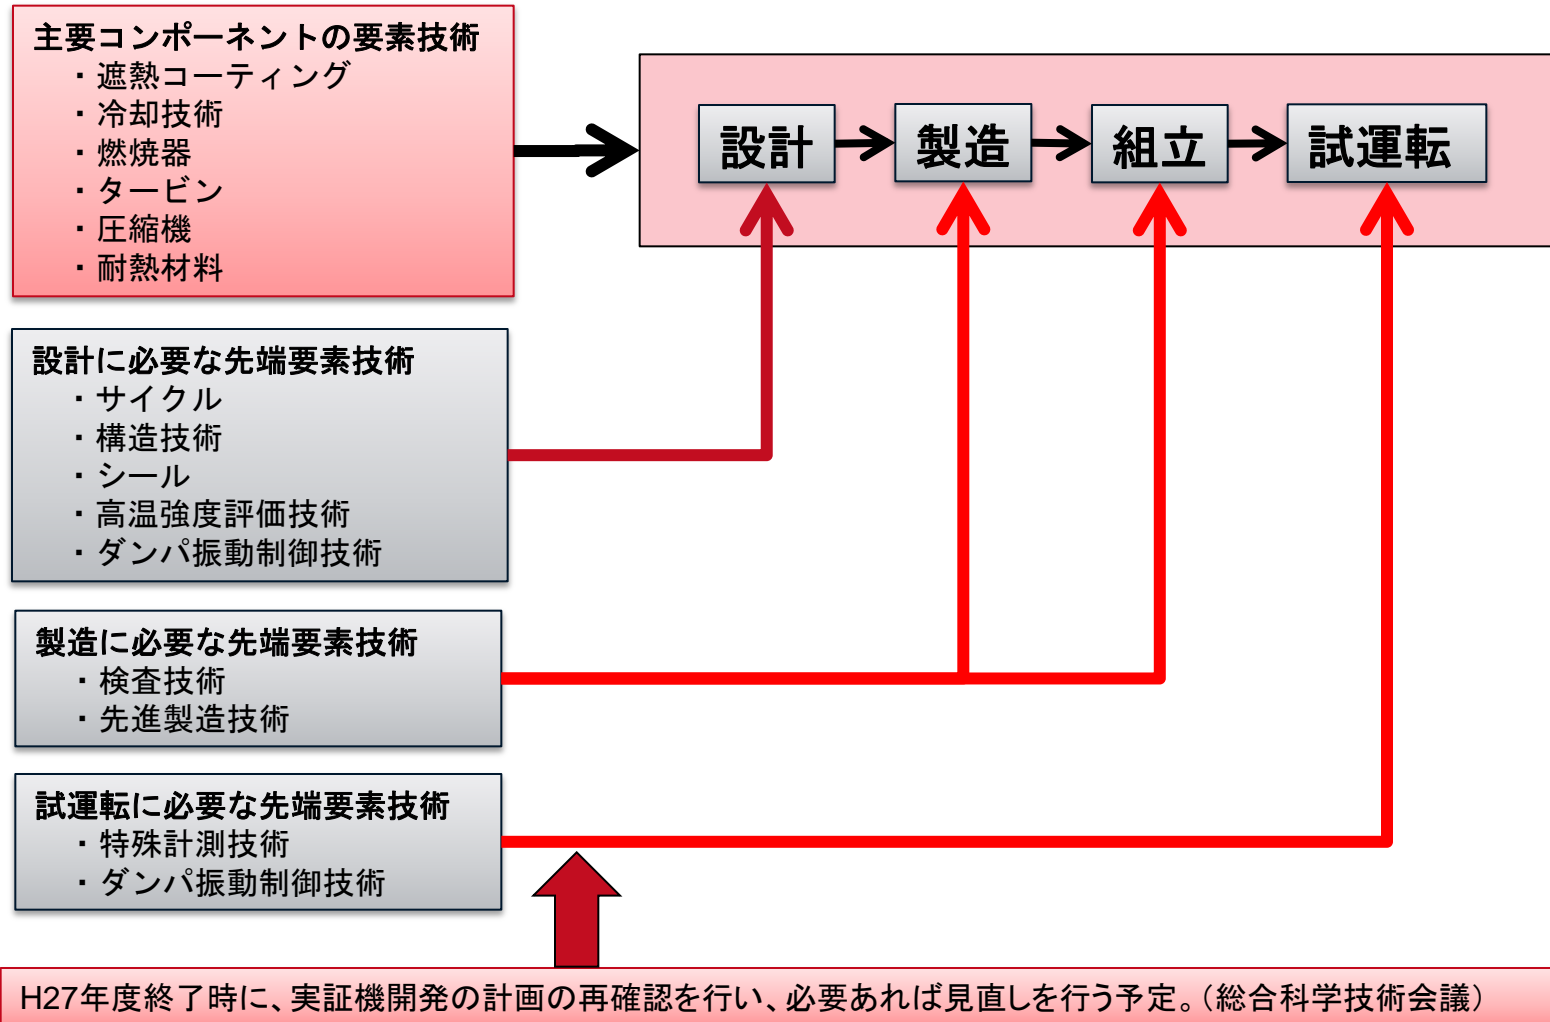 主要コンポーネントの要素技術
・遮熱コーティング
・冷却技術
・燃焼器
・タービン
・圧縮機
・耐熱材料
設計
製造
組立
試運転
設計に必要な先端要素技術
・サイクル
・構造技術
・シール
・高温強度評価技術
・ダンパ振動制御技術
製造に必要な先端要素技術
・検査技術
・先進製造技術
試運転に必要な先端要素技術
・特殊計測技術
・ダンパ振動制御技術
H27年度終了時に、実証機開発の計画の再確認を行い、必要あれば見直しを行う予定。（総合科学技術会議）